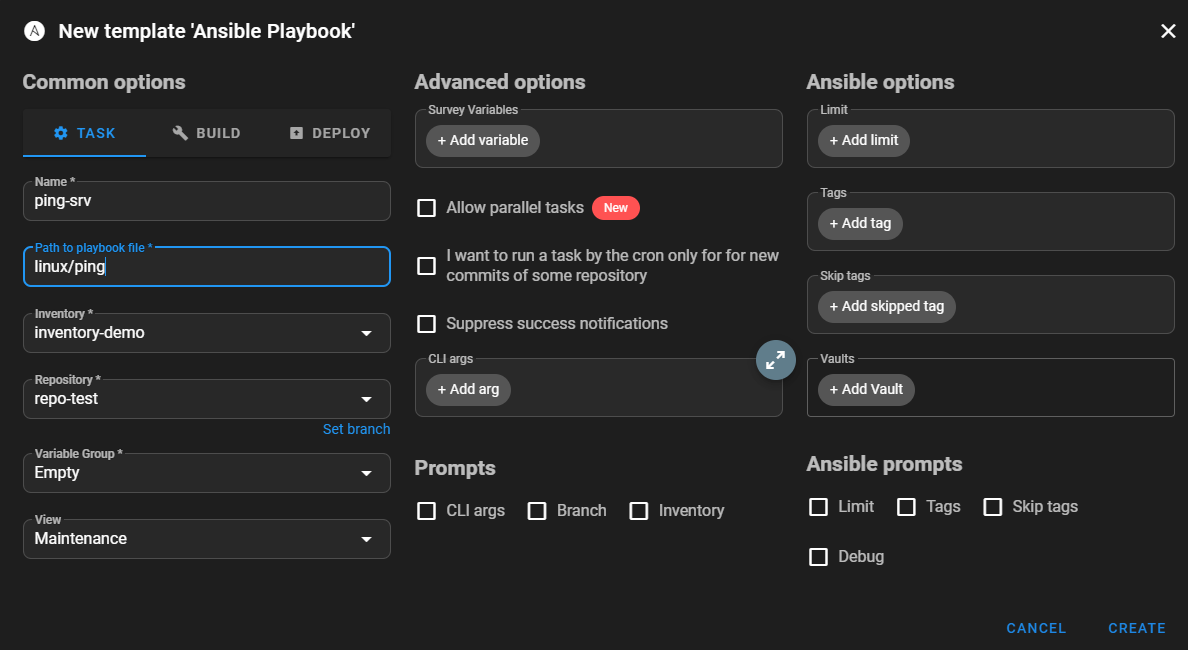 New template 'Ansible Playbook'
Common options
TASK
BUILD
DEPLOY
Name *
ping-srv
Path to playbook file *
linux/ping
Inventory *
inventory-demo
Repository *
repo-test
Set branch
Variable Group *
Empty
View
Maintenance
Advanced options
Survey Variables
+ Add variable
Allow parallel tasks
New
I want to run a task by the cron only for for new
commits of some repository
Suppress success notifications
CLI args
+ Add arg
Prompts
CLI args
Branch
Inventory
Ansible options
Limit
+ Add limit
Tags
+ Add tag
Skip tags
+ Add skipped tag
Vaults
+ Add Vault
Ansible prompts
Limit
Tags
Skip tags
Debug
CANCEL
CREATE